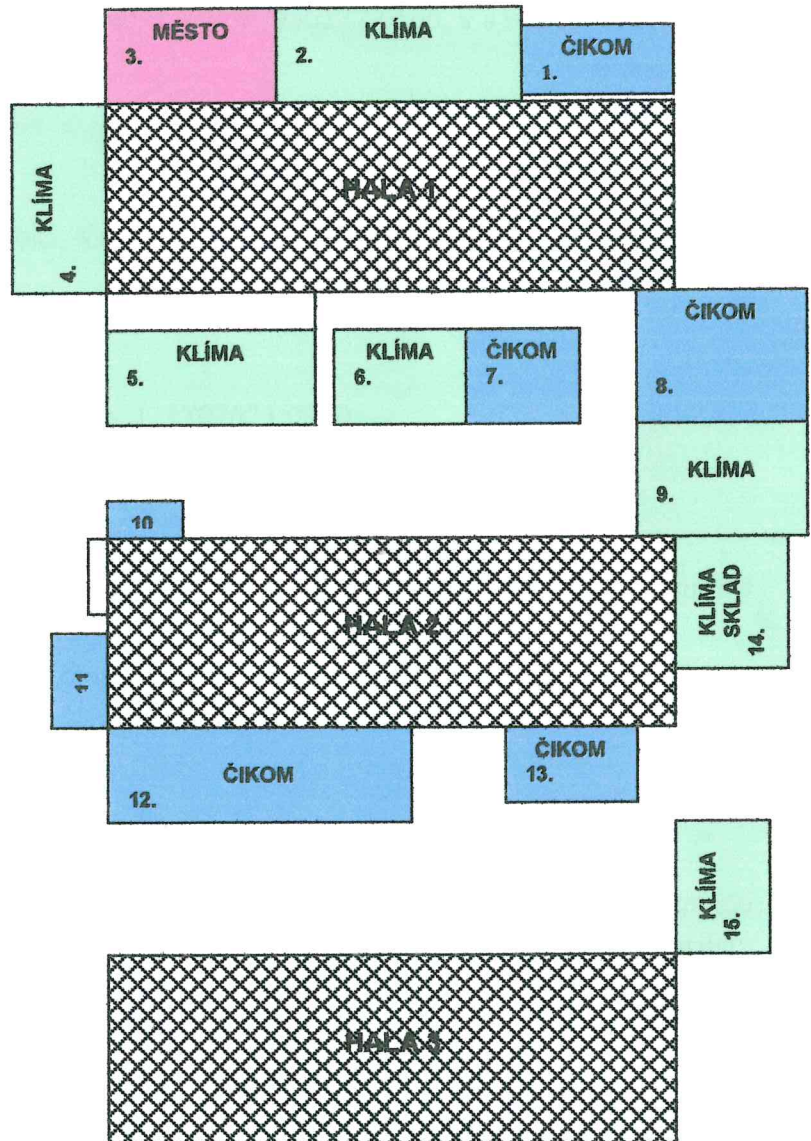 MĚSTO
3.
KLÍMA
2.
ČIKOM
1.
KLÍMA
4.
HALA 1
KLÍMA
5.
KLÍMA
6.
ČIKOM
7.
ČIKOM
8.
KLÍMA
9.
10
HALA 2
11
KLÍMA
SKLAD
14.
ČIKOM
12.
ČIKOM
13.
KLÍMA
15.
HALA 3